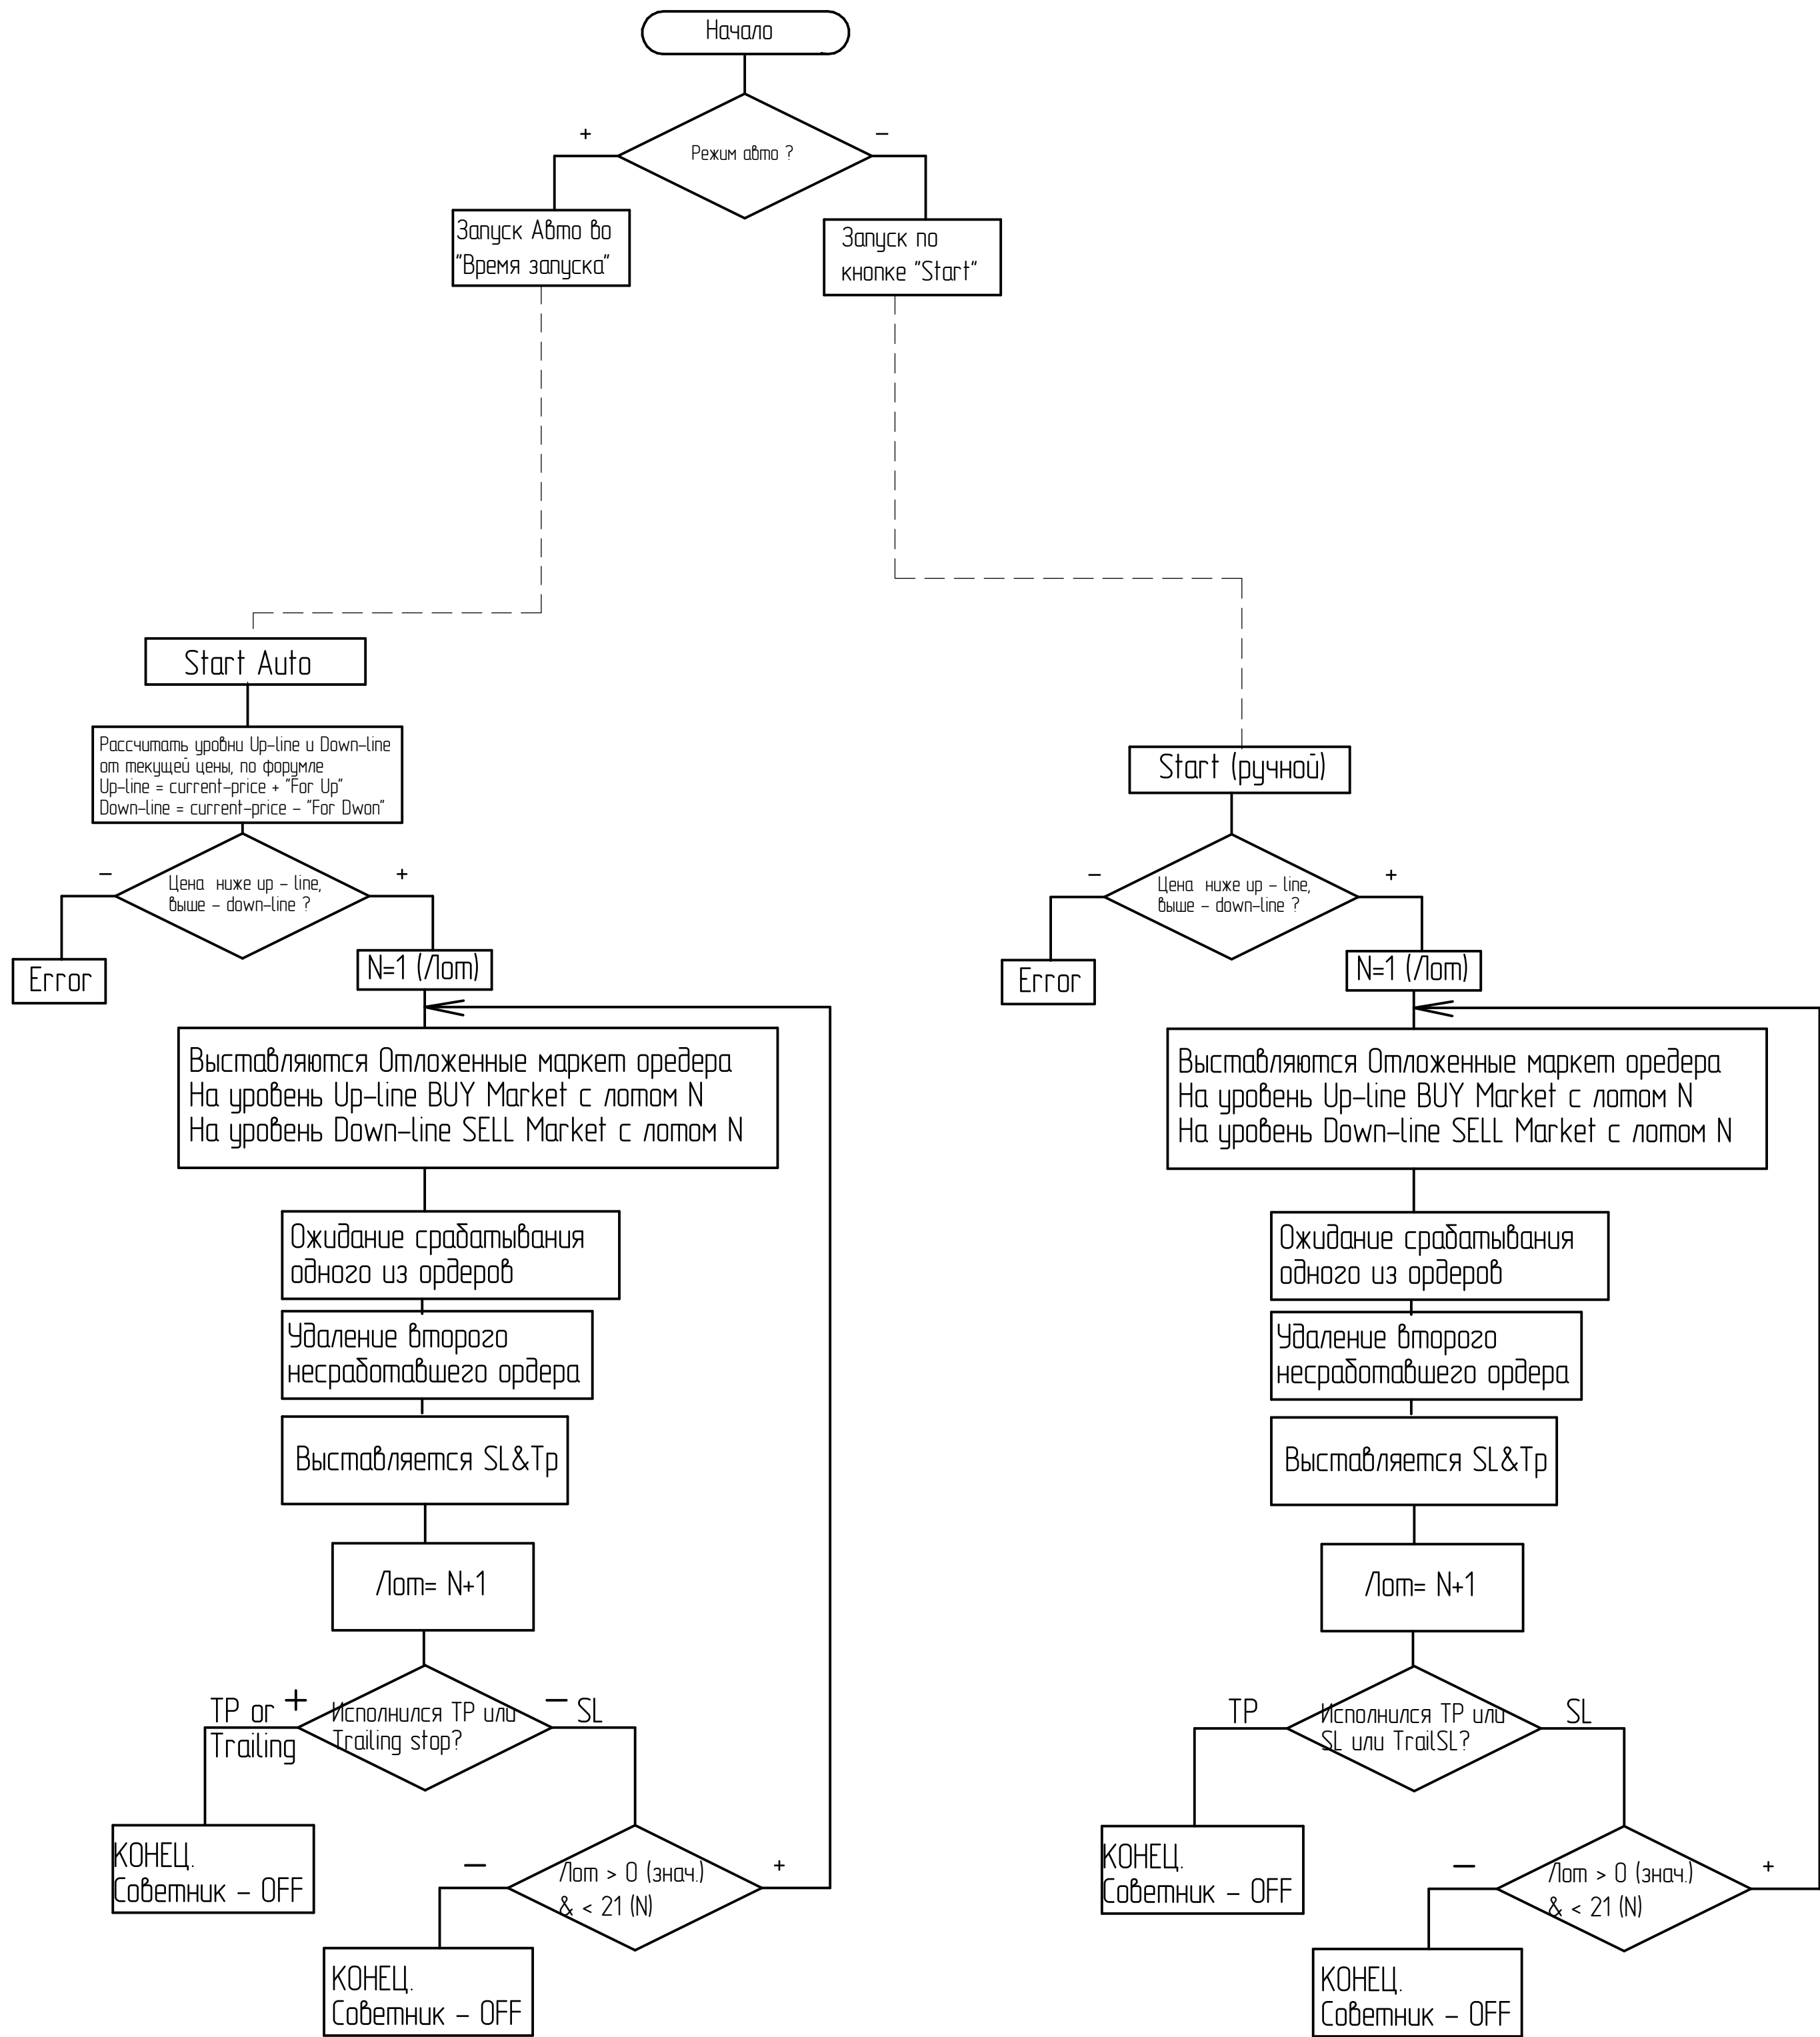 Начало
+
–
Режим авто ?
Запуск Авто во
"Время запуска"
Запуск по
кнопке "Start"
Start Auto
Рассчитать уровни Up-line и Down-line
от текущей цены, по форумле
Up-line = current-price + "For Up"
Down-line = current-price - "For Dwon"
–
+
Цена ниже up - line,
выше - down-line ?
Error
N=1 (Лот)
Выставляются Отложенные маркет оредера
На уровень Up-line BUY Market с лотом N
На уровень Down-line SELL Market с лотом N
Ожидание срабатывания
одного из ордеров
Удаление второго
несработавшего ордера
Выставляется SL&Tp
Лот= N+1
TP or +
Trailing
Исполнился TP или
Trailing stop?
– SL
КОНЕЦ.
Советник - OFF
–
+
Лот > 0 (знач.)
& < 21 (N)
КОНЕЦ.
Советник - OFF
Start (ручной)
–
+
Цена ниже up - line,
выше - down-line ?
Error
N=1 (Лот)
Выставляются Отложенные маркет оредера
На уровень Up-line BUY Market с лотом N
На уровень Down-line SELL Market с лотом N
Ожидание срабатывания
одного из ордеров
Удаление второго
несработавшего ордера
Выставляется SL&Tp
Лот= N+1
TP
Исполнился TP или
SL или TrailSL?
SL
КОНЕЦ.
Советник - OFF
–
+
Лот > 0 (знач.)
& < 21 (N)
КОНЕЦ.
Советник - OFF